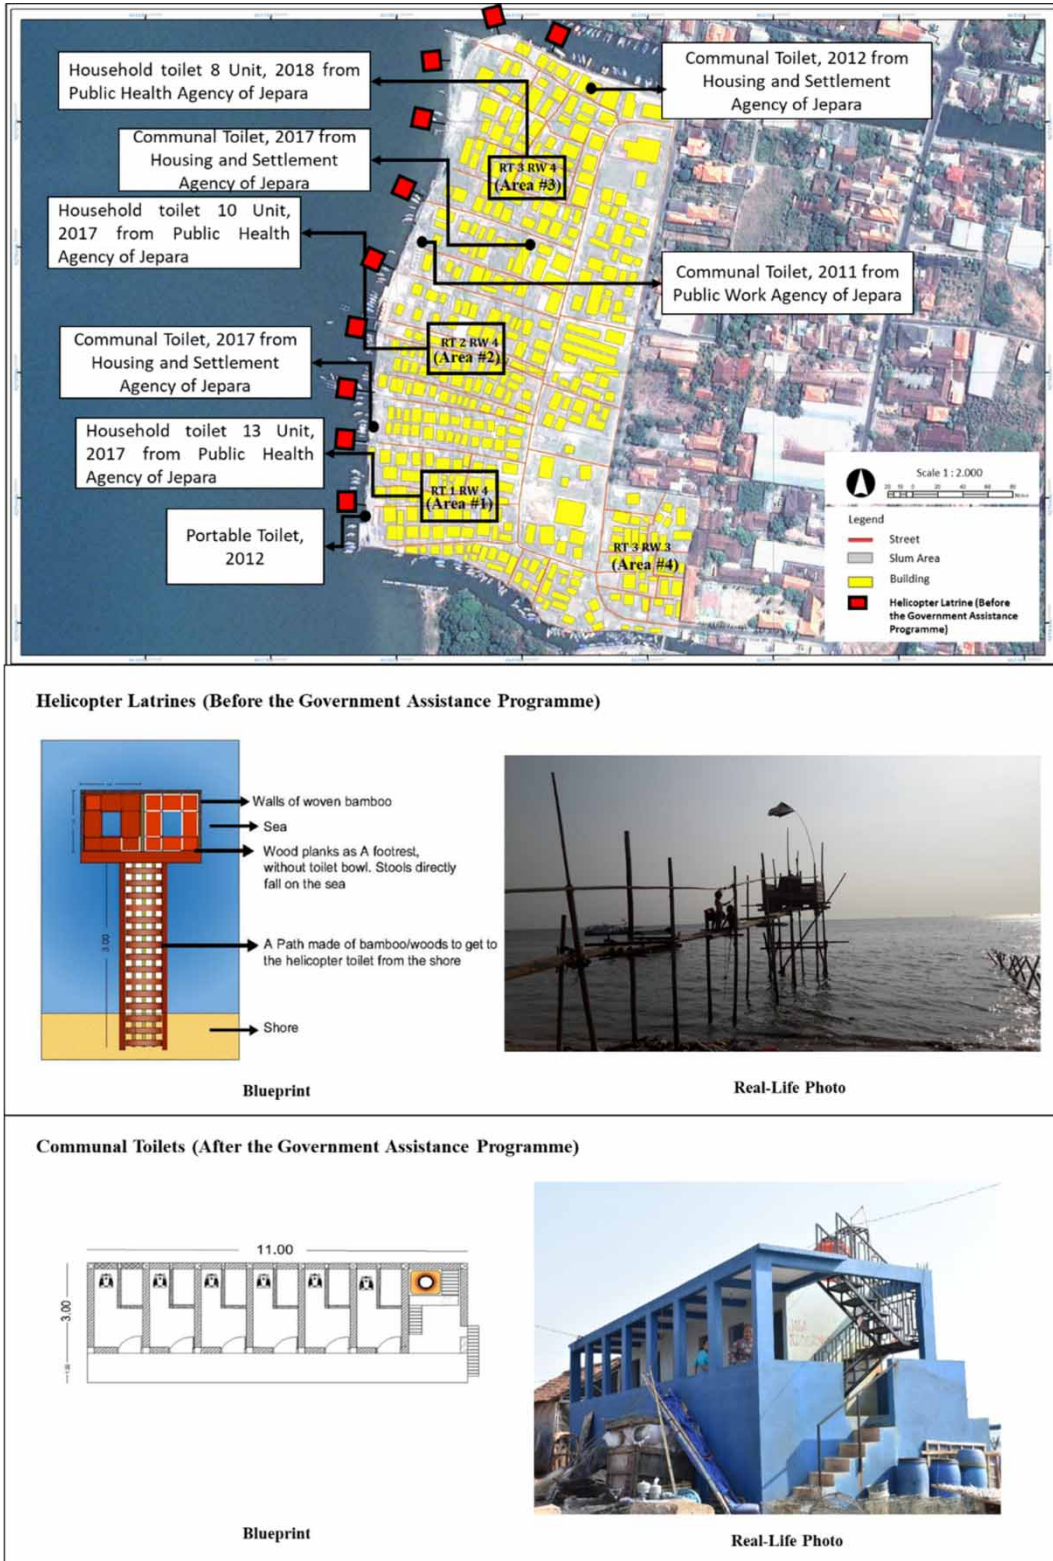 Household toilet 8 Unit, 2018 from
Public Health Agency of Jepara
Communal Toilet, 2012 from
Housing and Settlement
Agency of Jepara
Communal Toilet, 2017 from
Housing and Settlement
Agency of Jepara
RT 3 RW 4
(Area #3)
Household toilet 10 Unit,
2017 from Public Health
Agency of Jepara
Communal Toilet, 2011 from
Public Work Agency of Jepara
Communal Toilet, 2017 from
Housing and Settlement
Agency of Jepara
RT 2 RW 4
(Area #2)
Household toilet 13 Unit,
2017 from Public Health
Agency of Jepara
RT 1 RW 4
(Area #1)
Portable Toilet,
2012
RT 3 RW 3
(Area #4)
Scale 1 : 2.000
Legend
Street
Slum Area
Building
Helicopter Latrine (Before
the Government Assistance
Programme)
Helicopter Latrines (Before the Government Assistance Programme)
Walls of woven bamboo
Sea
Wood planks as A footrest,
without toilet bowl. Stools directly
fall on the sea
3.00
A Path made of bamboo/woods to get to
the helicopter toilet from the shore
Shore
Blueprint
Real-Life Photo
Communal Toilets (After the Government Assistance Programme)
11.00
3.00
Blueprint
Real-Life Photo